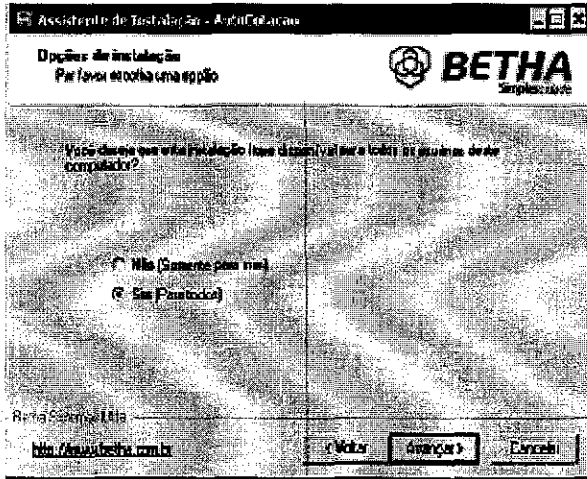 Assistente de Instalação - AutoCotacao
Opções de instalação
Por favor escolha uma opção
BETHA
Você deseja que esta instalação fique disponível para todos os usuários deste
computador?
Não (Somente para mim)
Sim (Para todos)
Betha Sistemas Ltda
http://www.betha.com.br
< Voltar
Avançar >
Cancelar